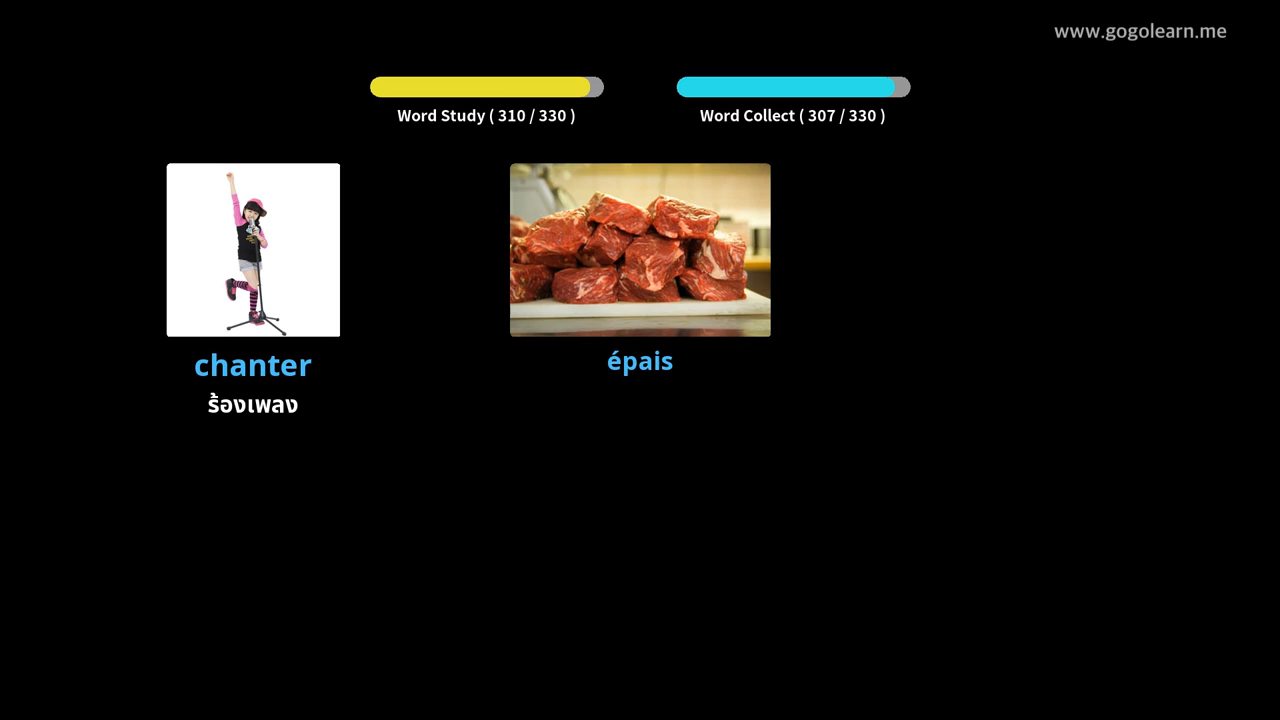 www.gogolearn.me
Word Study ( 310 / 330 )
Word Collect ( 307 / 330 )
chanter
ร้องเพลง
épais